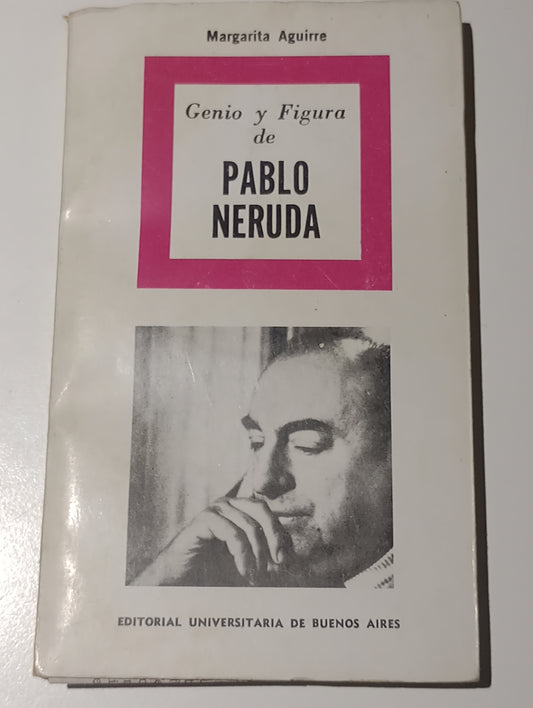 Margarita Aguirre
Genio y Figura
de
PABLO
NERUDA
EDITORIAL UNIVERSITARIA DE BUENOS AIRES